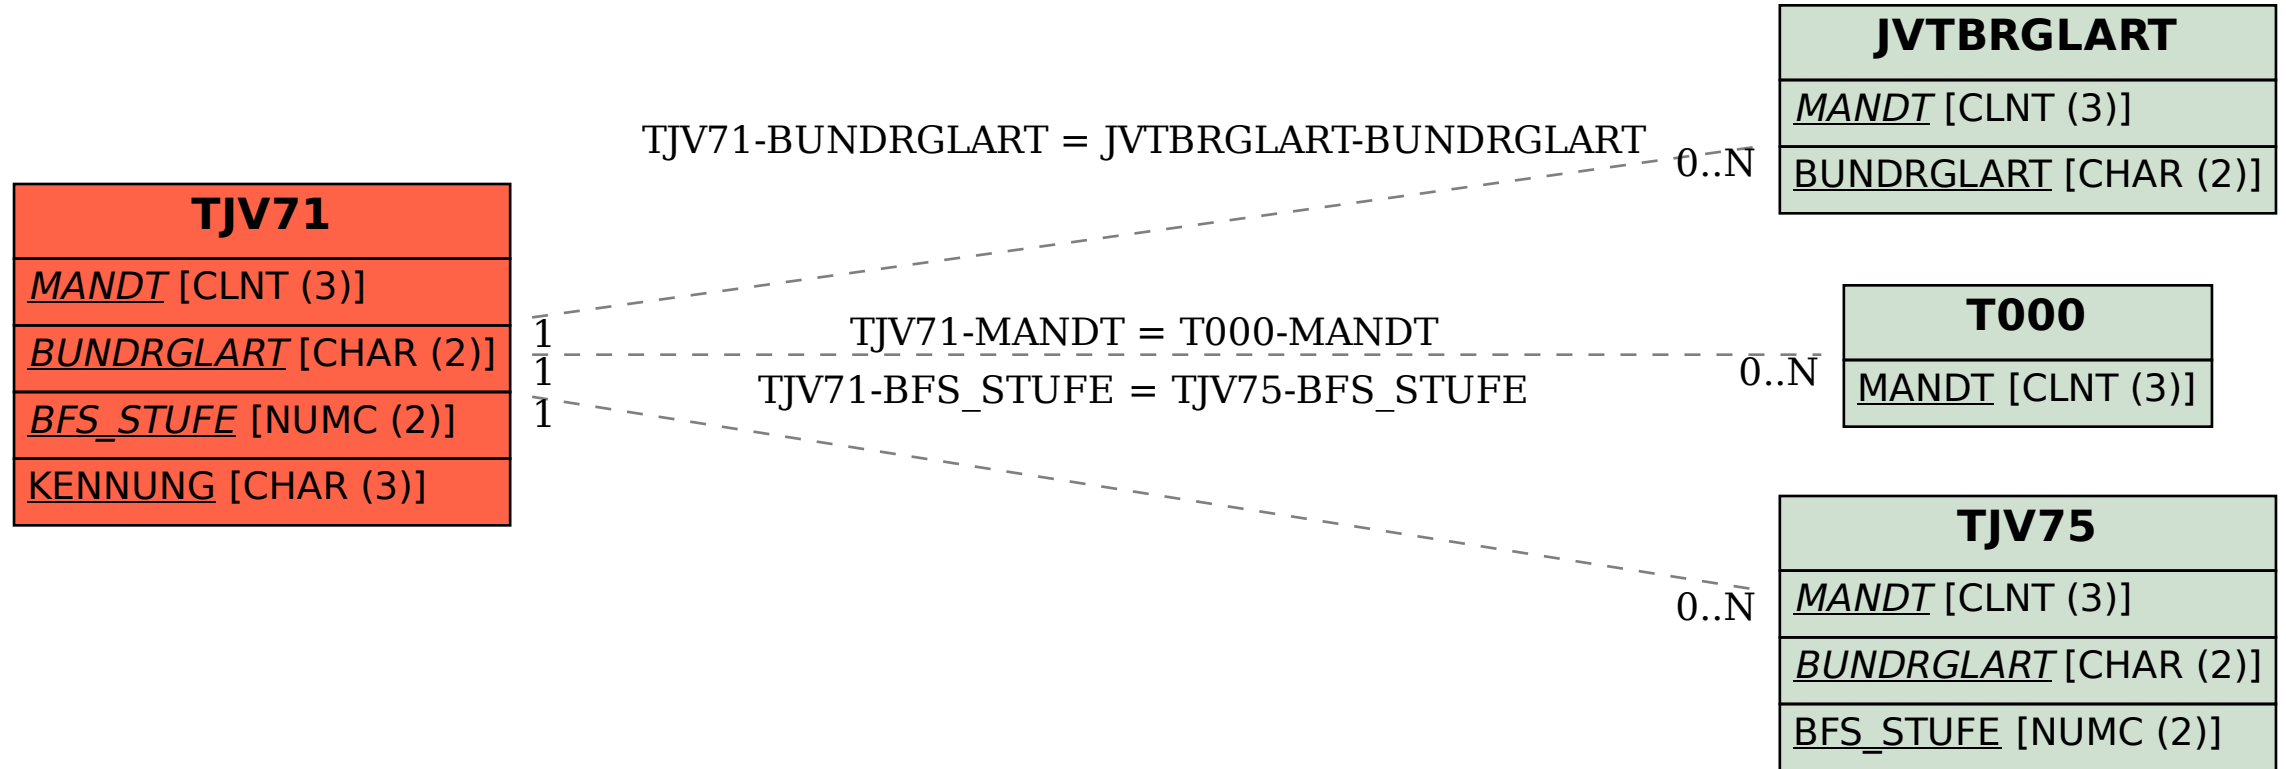 TJV71
MANDT [CLNT (3)]
BUNDRGLART [CHAR (2)]
BFS_STUFE [NUMC (2)]
KENNUNG [CHAR (3)]
TJV71-BUNDRGLART = JVTBRGLART-BUNDRGLART
1
0..N
TJV71-MANDT = T000-MANDT
1
0..N
TJV71-BFS_STUFE = TJV75-BFS_STUFE
1
0..N
JVTBRGLART
MANDT [CLNT (3)]
BUNDRGLART [CHAR (2)]
T000
MANDT [CLNT (3)]
TJV75
MANDT [CLNT (3)]
BUNDRGLART [CHAR (2)]
BFS_STUFE [NUMC (2)]